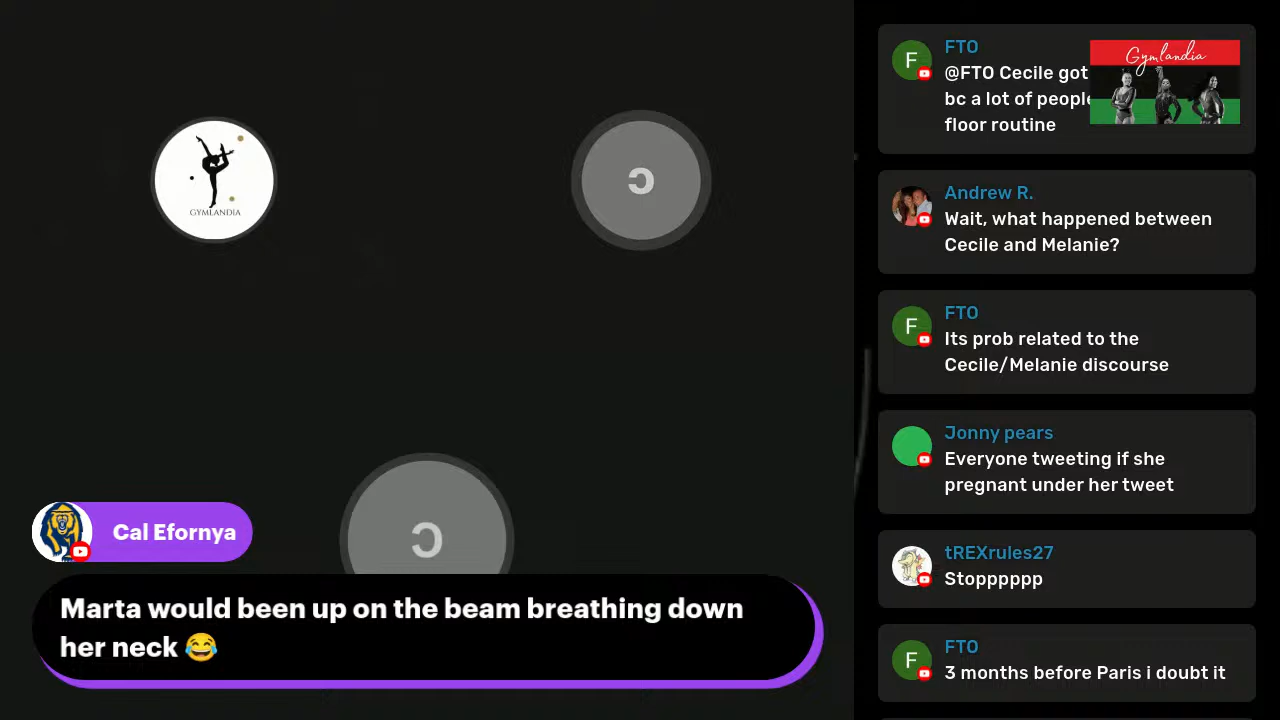 GYMLANDIA
ɔ
ɔ
Cal Efornya
Marta would been up on the beam breathing down
her neck 😂
F
FTO
@FTO Cecile got
bc a lot of people
floor routine
Gymlandia
Andrew R.
Wait, what happened between
Cecile and Melanie?
F
FTO
Its prob related to the
Cecile/Melanie discourse
Jonny pears
Everyone tweeting if she
pregnant under her tweet
tREXrules27
Stopppppp
F
FTO
3 months before Paris i doubt it